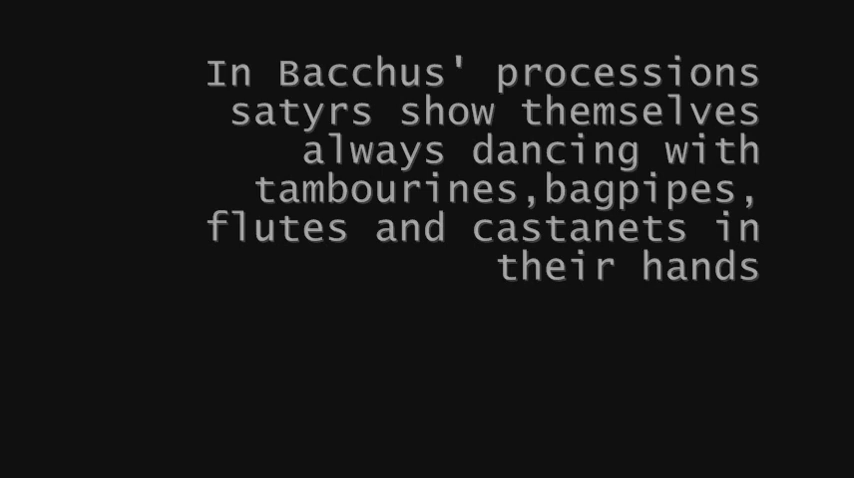 In Bacchus' processions
satyrs show themselves
always dancing with
tambourines,bagpipes,
flutes and castanets in
their hands